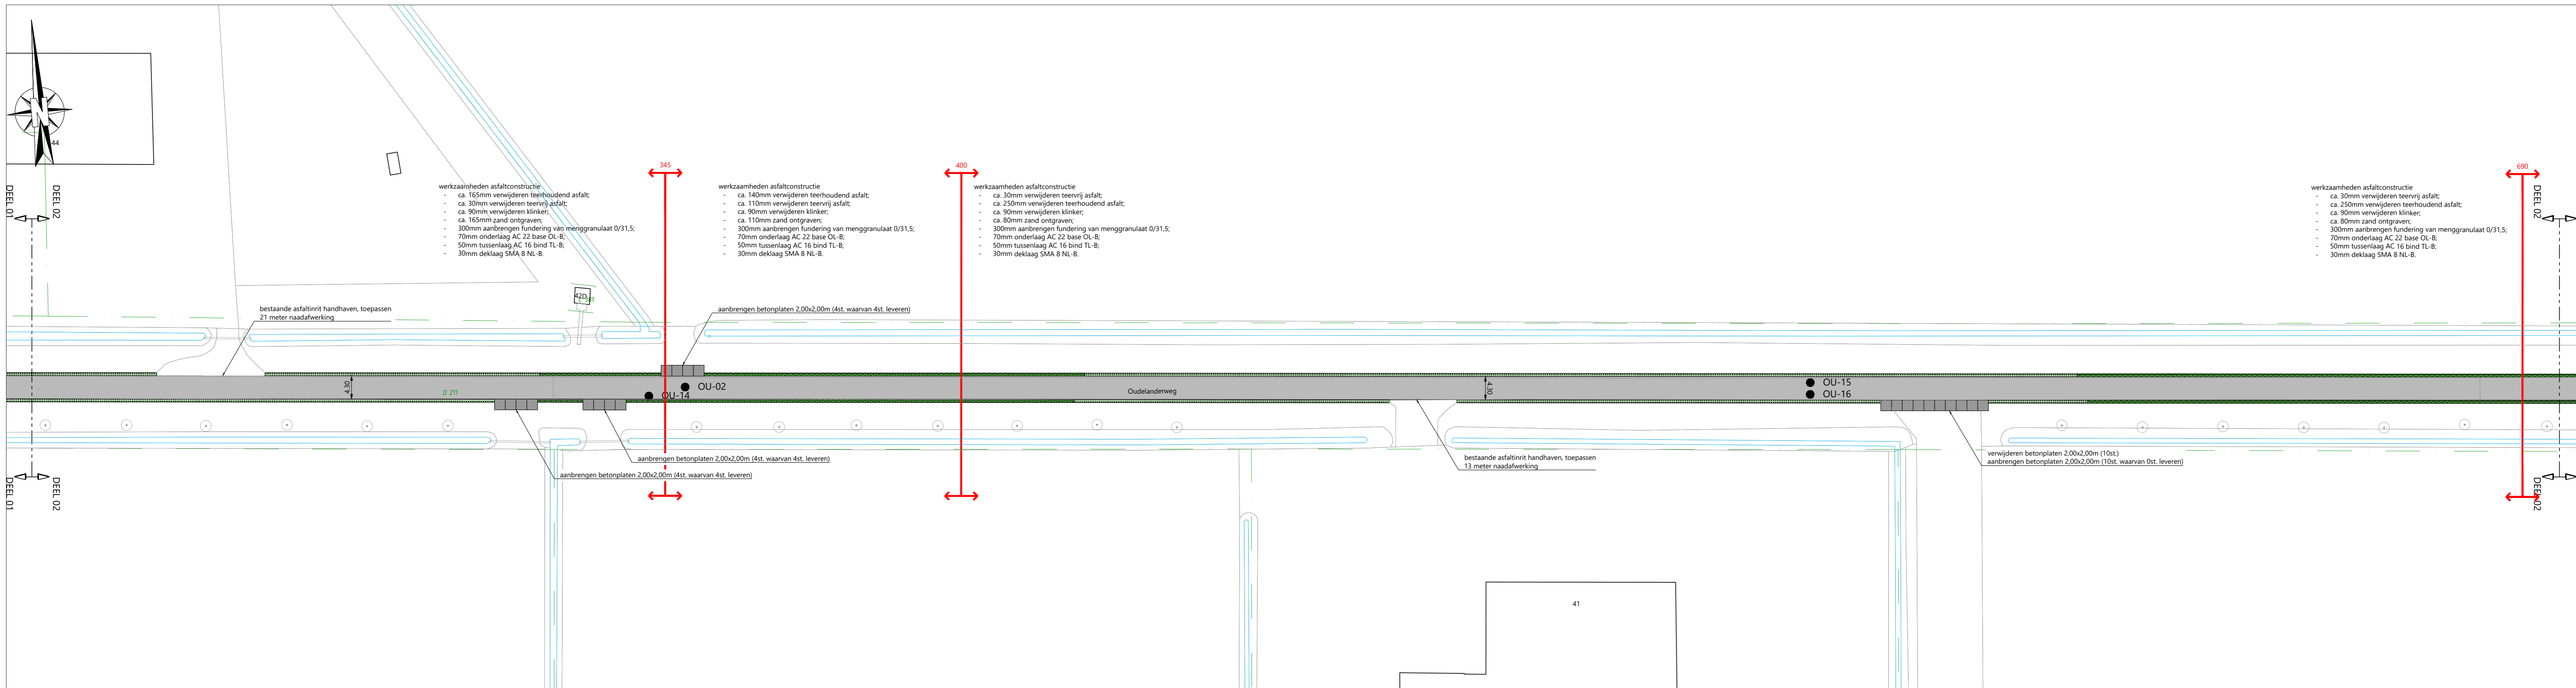 44
DEEL 01
DEEL 02
345
400
690
DEEL 02
werkzaamheden asfaltconstructie
- ca. 165mm verwijderen teerhoudend asfalt;
- ca. 30mm verwijderen teervrij asfalt;
- ca. 90mm verwijderen klinker;
- ca. 165mm zand ontgraven;
- 300mm aanbrengen fundering van menggranulaat 0/31,5;
- 70mm onderlaag AC 22 base OL-B;
- 50mm tussenlaag AC 16 bind TL-B;
- 30mm deklaag SMA 8 NL-B.
werkzaamheden asfaltconstructie
- ca. 140mm verwijderen teerhoudend asfalt;
- ca. 110mm verwijderen teervrij asfalt;
- ca. 90mm verwijderen klinker;
- ca. 110mm zand ontgraven;
- 300mm aanbrengen fundering van menggranulaat 0/31,5;
- 70mm onderlaag AC 22 base OL-B;
- 50mm tussenlaag AC 16 bind TL-B;
- 30mm deklaag SMA 8 NL-B.
werkzaamheden asfaltconstructie
- ca. 30mm verwijderen teervrij asfalt;
- ca. 250mm verwijderen teerhoudend asfalt;
- ca. 90mm verwijderen klinker;
- ca. 80mm zand ontgraven;
- 300mm aanbrengen fundering van menggranulaat 0/31,5;
- 70mm onderlaag AC 22 base OL-B;
- 50mm tussenlaag AC 16 bind TL-B;
- 30mm deklaag SMA 8 NL-B.
werkzaamheden asfaltconstructie
- ca. 30mm verwijderen teervrij asfalt;
- ca. 250mm verwijderen teerhoudend asfalt;
- ca. 90mm verwijderen klinker;
- ca. 80mm zand ontgraven;
- 300mm aanbrengen fundering van menggranulaat 0/31,5;
- 70mm onderlaag AC 22 base OL-B;
- 50mm tussenlaag AC 16 bind TL-B;
- 30mm deklaag SMA 8 NL-B.
42D
bestaande asfaltinrit handhaven, toepassen
21 meter naadafwerking
aanbrengen betonplaten 2,00x2,00m (4st. waarvan 4st. leveren)
4.30
D 211
OU-02
OU-14
Oudelanderweg
4.30
OU-15
OU-16
aanbrengen betonplaten 2,00x2,00m (4st. waarvan 4st. leveren)
aanbrengen betonplaten 2,00x2,00m (4st. waarvan 4st. leveren)
bestaande asfaltinrit handhaven, toepassen
13 meter naadafwerking
verwijderen betonplaten 2,00x2,00m (10st.)
aanbrengen betonplaten 2,00x2,00m (10st. waarvan 0st. leveren)
DEEL 01
DEEL 02
DEEL 02
41